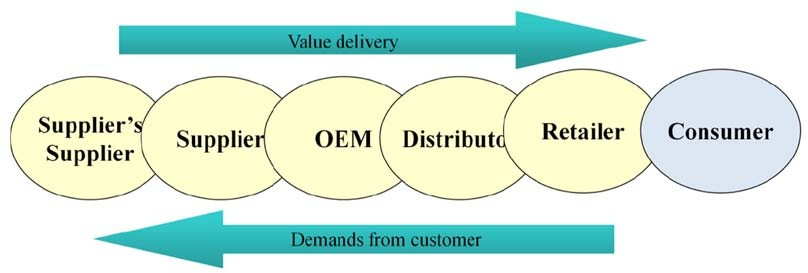 Value delivery
Supplier's
Supplier
Supplier
OEM
Distributo
Retailer
Consumer
Demands from customer